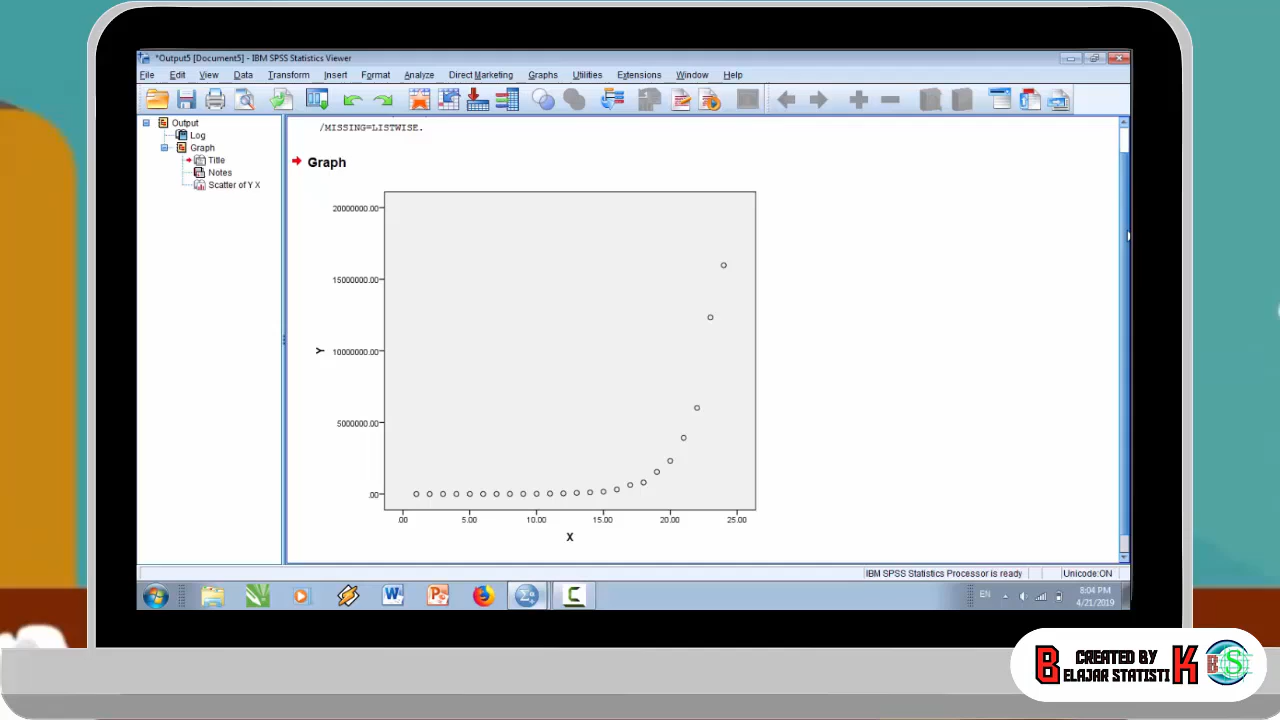 *Output5 [Document5] - IBM SPSS Statistics Viewer
File Edit View Data Transform Insert Format Analyze Direct Marketing Graphs Utilities Extensions Window Help
Output
Log
Graph
Title
Notes
Scatter of Y X
/MISSING=LISTWISE.
Graph
20000000.00
15000000.00
Y
10000000.00
5000000.00
.00
.00 5.00 10.00 15.00 20.00 25.00
X
IBM SPSS Statistics Processor is ready Unicode:ON
EN
8:04 PM
4/21/2019
CREATED BY
BELAJAR STATISTIK
BS